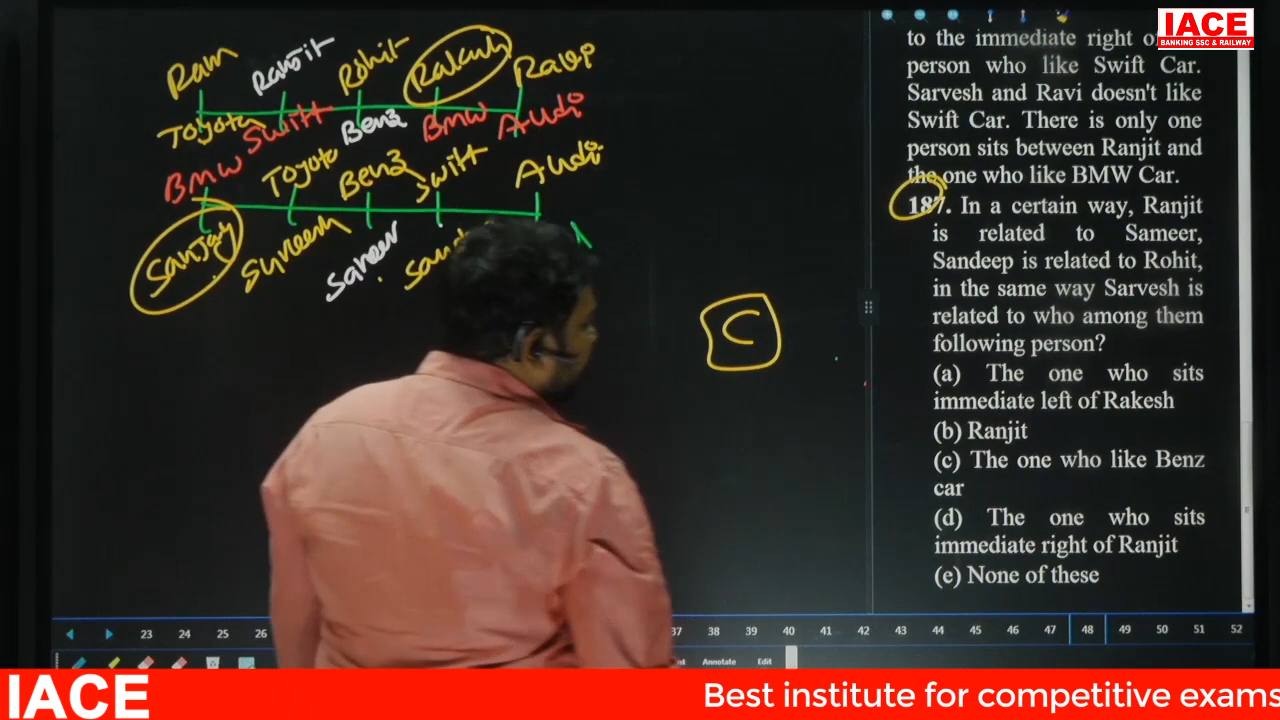 Ram Ranjit Rohit Rakesh Ravi
Toyota Swift Benz BMW Audi
BMW Toyota Benz Swift Audi
Sanjay Suresh Sameer
C
to the immediate right of
person who like Swift Car.
Sarvesh and Ravi doesn't like
Swift Car. There is only one
person sits between Ranjit and
the one who like BMW Car.
187. In a certain way, Ranjit
is related to Sameer,
Sandeep is related to Rohit,
in the same way Sarvesh is
related to who among them
following person?
(a) The one who sits
immediate left of Rakesh
(b) Ranjit
(c) The one who like Benz
car
(d) The one who sits
immediate right of Ranjit
(e) None of these
23 24 25 26 37 38 39 40 41 42 43 44 45 46 47 48 49 50 51 52
Annotate Edit
IACE
BANKING SSC & RAILWAY
IACE Best institute for competitive exams